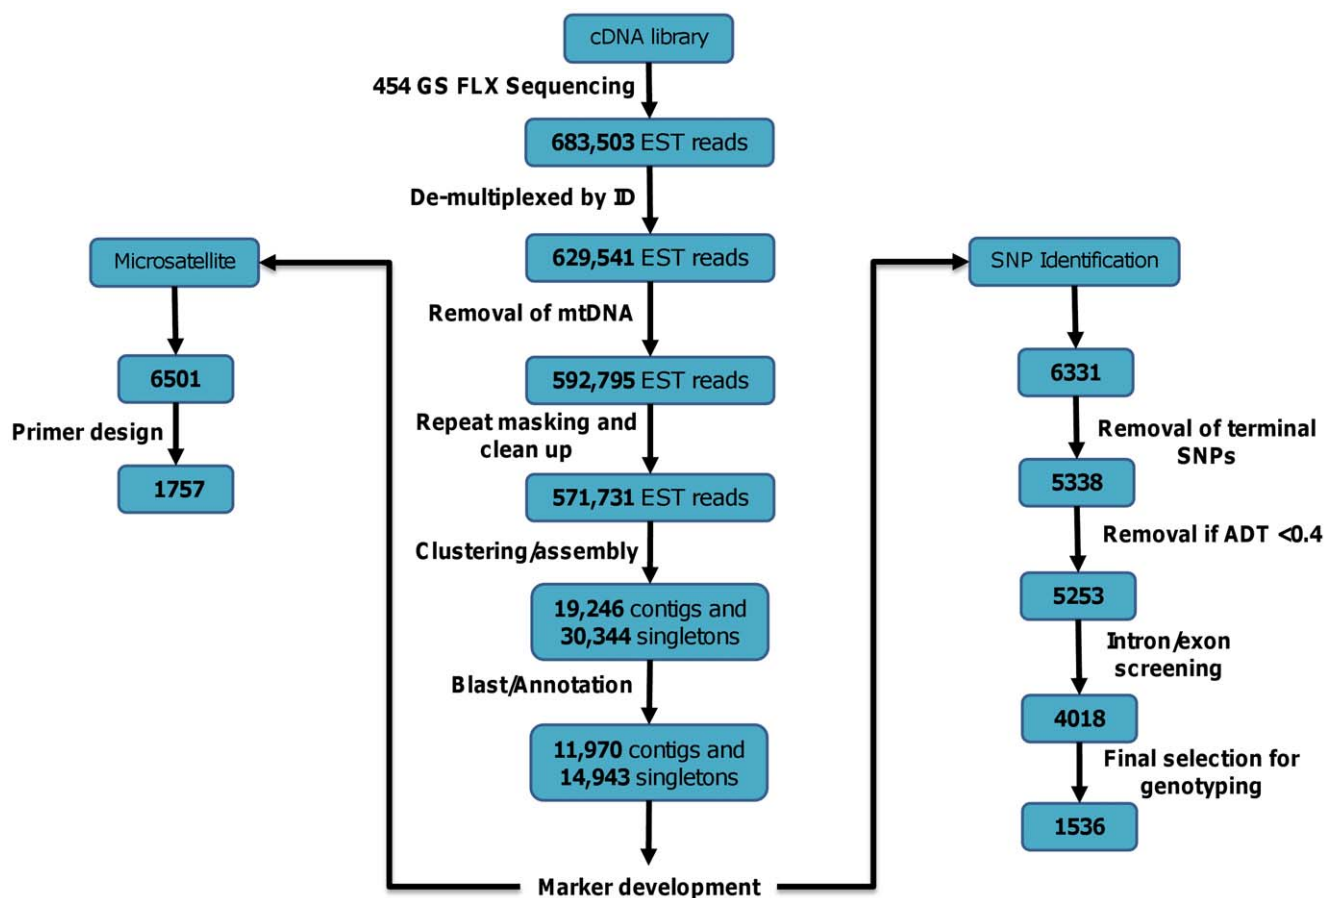 cDNA library
454 GS FLX Sequencing
683,503 EST reads
De-multiplexed by ID
629,541 EST reads
Removal of mtDNA
592,795 EST reads
Repeat masking and
clean up
571,731 EST reads
Clustering/assembly
19,246 contigs and
30,344 singletons
Blast/Annotation
11,970 contigs and
14,943 singletons
Marker development
Microsatellite
6501
Primer design
1757
SNP Identification
6331
Removal of terminal
SNPs
5338
Removal if ADT <0.4
5253
Intron/exon
screening
4018
Final selection for
genotyping
1536